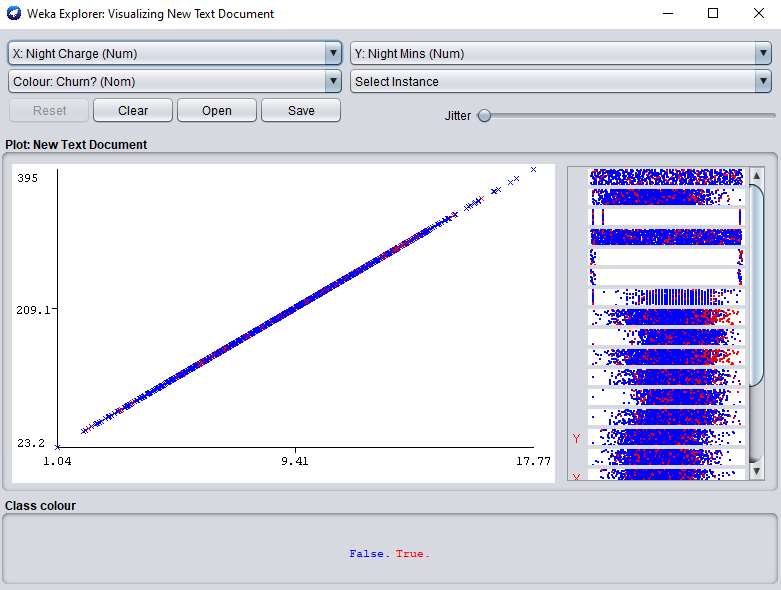 Weka Explorer: Visualizing New Text Document
X: Night Charge (Num)
Y: Night Mins (Num)
Colour: Churn? (Nom)
Select Instance
Reset
Clear
Open
Save
Jitter
Plot: New Text Document
395
209.1
23.2
1.04
9.41
17.77
Y
X
Class colour
False. True.